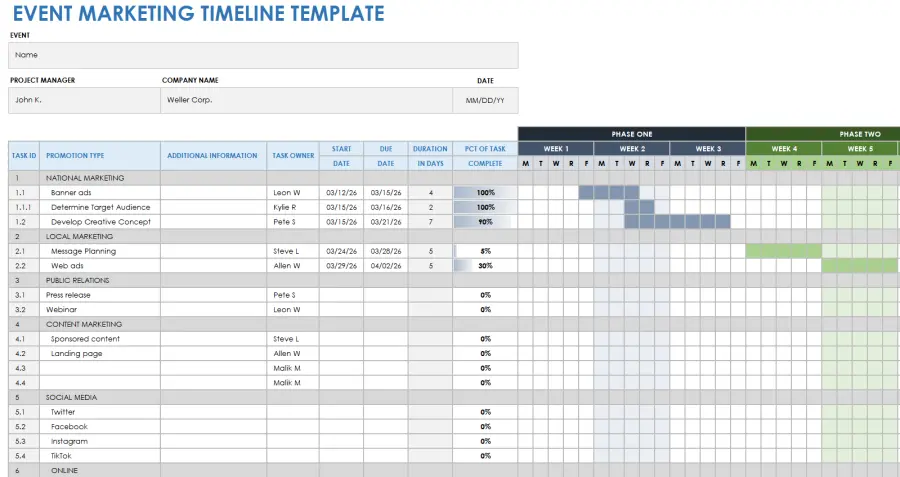 EVENT MARKETING TIMELINE TEMPLATE
EVENT
Name
PROJECT MANAGER COMPANY NAME DATE
John K. Weller Corp. MM/DD/YY
PHASE ONE PHASE TWO
TASK ID PROMOTION TYPE ADDITIONAL INFORMATION TASK OWNER START DUE DURATION PCT OF TASK WEEK 1 WEEK 2 WEEK 3 WEEK 4 WEEK 5
DATE DATE IN DAYS COMPLETE M T W R F M T W R F M T W R F M T W R F M T W R F
1 NATIONAL MARKETING
1.1 Banner ads Leon W 03/12/26 03/15/26 4 100%
1.1.1 Determine Target Audience Kylie R 03/15/26 03/16/26 2 100%
1.2 Develop Creative Concept Pete S 03/15/26 03/21/26 7 90%
2 LOCAL MARKETING
2.1 Message Planning Steve L 03/24/26 03/28/26 5 5%
2.2 Web ads Allen W 03/29/26 04/02/26 5 30%
3 PUBLIC RELATIONS
3.1 Press release Pete S 0%
3.2 Webinar Leon W 0%
4 CONTENT MARKETING
4.1 Sponsored content Steve L 0%
4.2 Landing page Allen W 0%
4.3 Malik M 0%
4.4 Malik M 0%
5 SOCIAL MEDIA
5.1 Twitter 0%
5.2 Facebook 0%
5.3 Instagram 0%
5.4 TikTok 0%
6 ONLINE